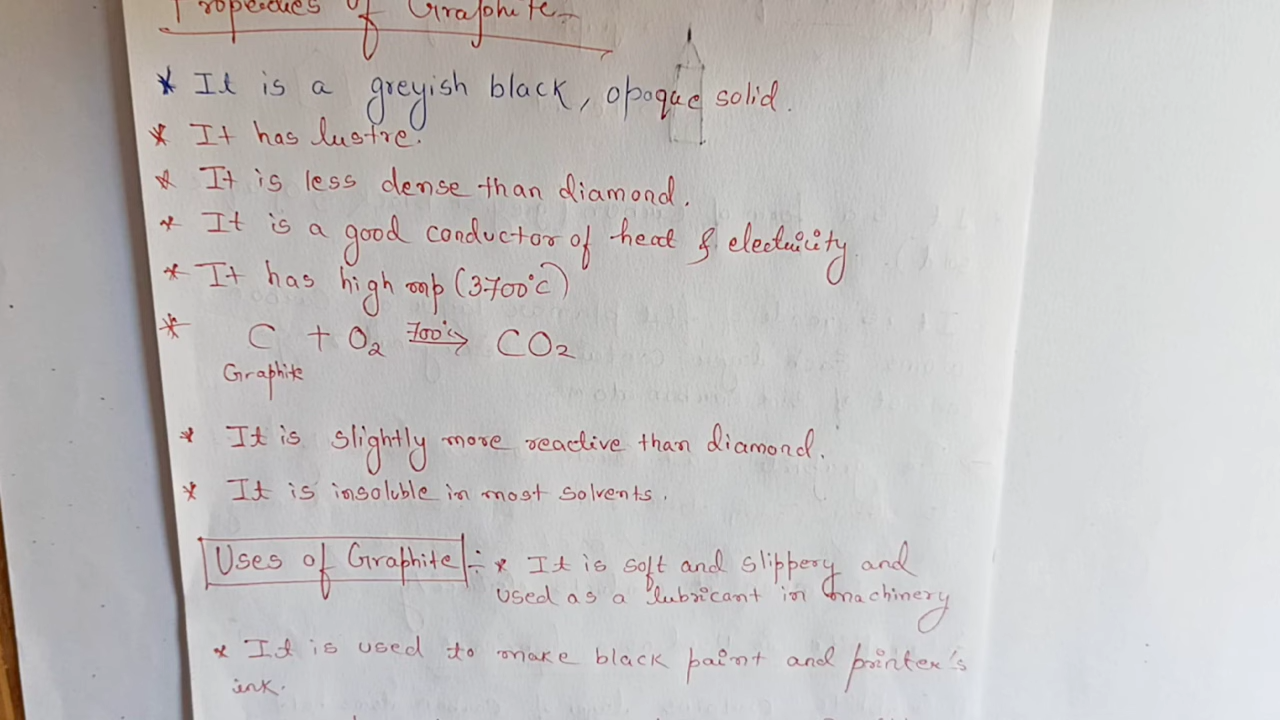 Properties of Graphite
* It is a greyish black, opaque solid.
* It has lustre.
* It is less dense than diamond.
* It is a good conductor of heat & electricity.
* It has high mp (3700°C)
* C + O₂ 700°C → CO₂
Graphite
* It is slightly more reactive than diamond.
* It is insoluble in most solvents.
Uses of Graphite ÷ * It is soft and slippery and
used as a lubricant in machinery
* It is used to make black paint and printer's
ink.